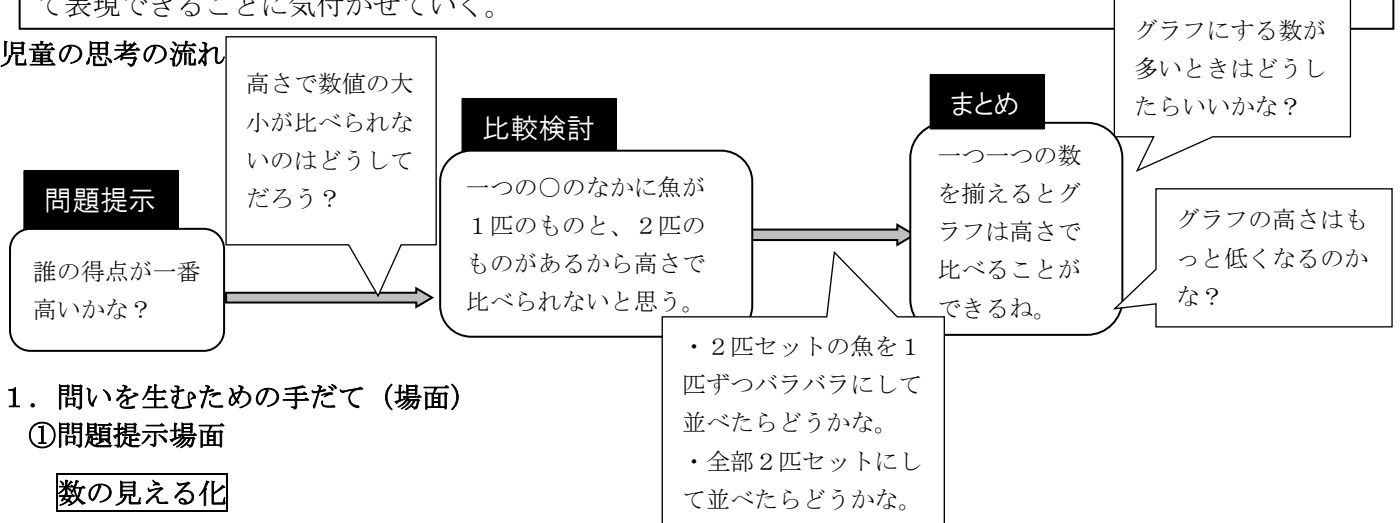 て表現できることに気付かせていく。
児童の思考の流れ
問題提示
誰の得点が一番
高いかな？
高さで数値の大
小が比べられな
いのはどうして
だろう？
比較検討
一つの○のなかに魚が
１匹のものと、２匹の
ものがあるから高さで
比べられないと思う。
・２匹セットの魚を１
匹ずつバラバラにして
並べたらどうかな。
・全部２匹セットにし
て並べたらどうかな。
まとめ
一つ一つの数
を揃えるとグ
ラフは高さで
比べることが
できるね。
グラフにする数が
多いときはどうし
たらいいかな？
グラフの高さはも
っと低くなるのか
な？
１．問いを生むための手だて（場面）
①問題提示場面
数の見える化